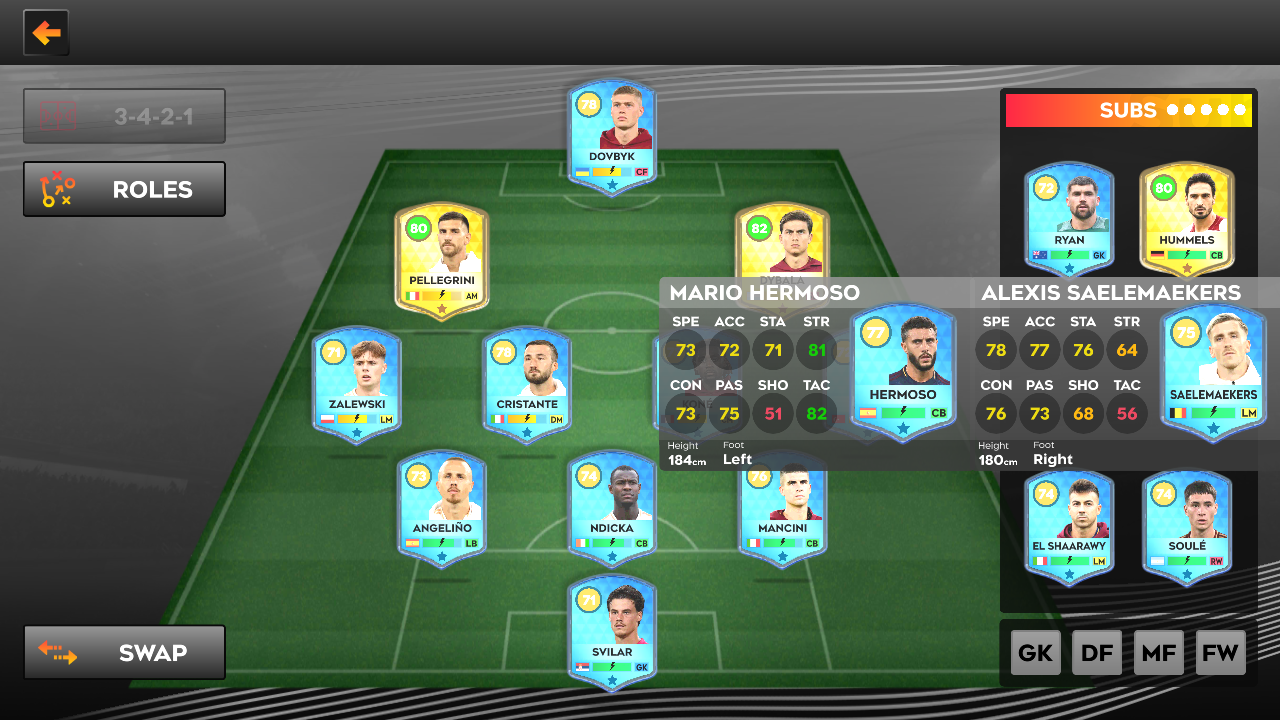 3-4-2-1
ROLES
SWAP
78
DOVBYK
CF
80
PELLEGRINI
AM
82
DYBALA
71
ZALEWSKI
LM
78
CRISTANTE
DM
KONÉ
73
ANGELIÑO
LB
74
NDICKA
CB
76
MANCINI
CB
71
SVILAR
GK
SUBS
72
RYAN
GK
80
HUMMELS
CB
MARIO HERMOSO
SPE ACC STA STR
73 72 71 81
CON PAS SHO TAC
73 75 51 82
Height Foot
184cm Left
77
HERMOSO
CB
ALEXIS SAELEMAEKERS
SPE ACC STA STR
78 77 76 64
CON PAS SHO TAC
76 73 68 56
Height Foot
180cm Right
75
SAELEMAEKERS
LM
74
EL SHAARAWY
LM
74
SOULÉ
RW
GK DF MF FW